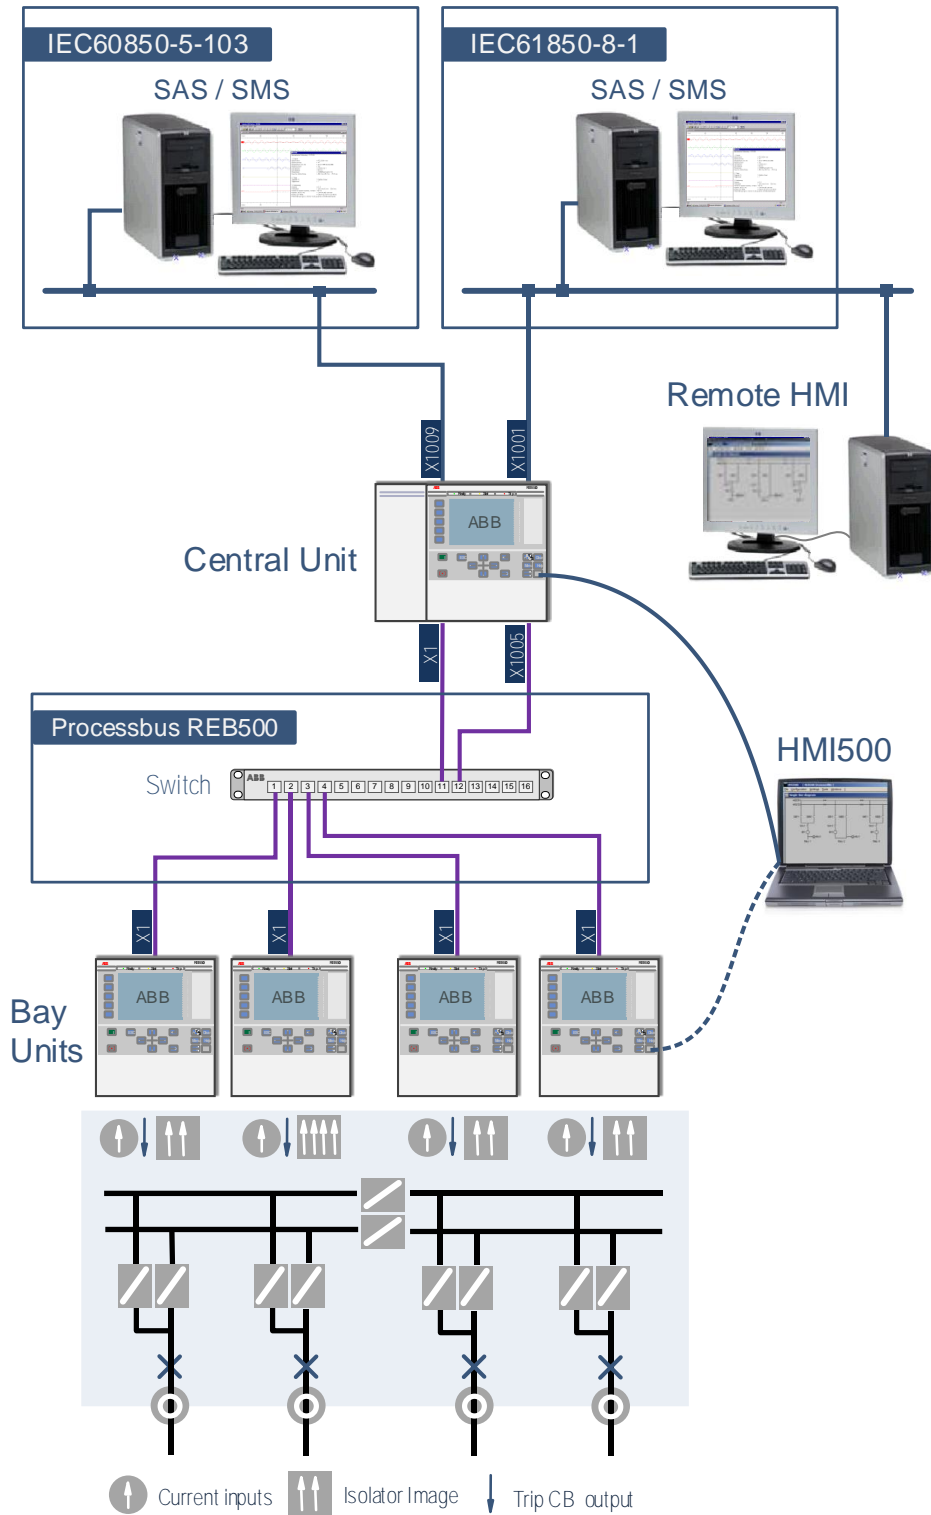 IEC60850-5-103
IEC61850-8-1
SAS / SMS
SAS / SMS
Remote HMI
X1009
X1001
ABB
Central Unit
X1
X1005
Processbus REB500
HMI500
Switch
ABB
1 2 3 4 5 6 7 8 9 10 11 12 13 14 15 16
X1
X1
X1
X1
ABB
ABB
ABB
ABB
Bay
Units
Current inputs
Isolator Image
Trip CB output